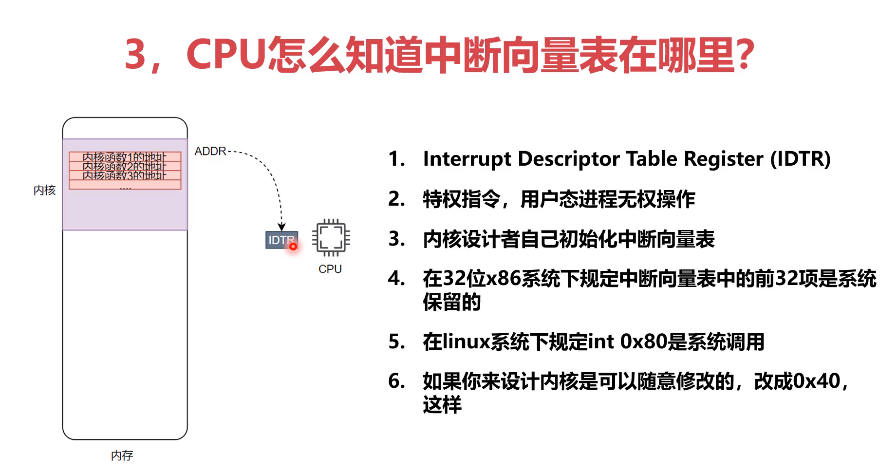 3，CPU怎么知道中断向量表在哪里？
ADDR
内核函数1的地址
内核函数2的地址
内核函数3的地址
....
内核
IDTR
CPU
内存
1. Interrupt Descriptor Table Register (IDTR)
2. 特权指令，用户态进程无权操作
3. 内核设计者自己初始化中断向量表
4. 在32位x86系统下规定中断向量表中的前32项是系统
保留的
5. 在linux系统下规定int 0x80是系统调用
6. 如果你来设计内核是可以随意修改的，改成0x40，
这样